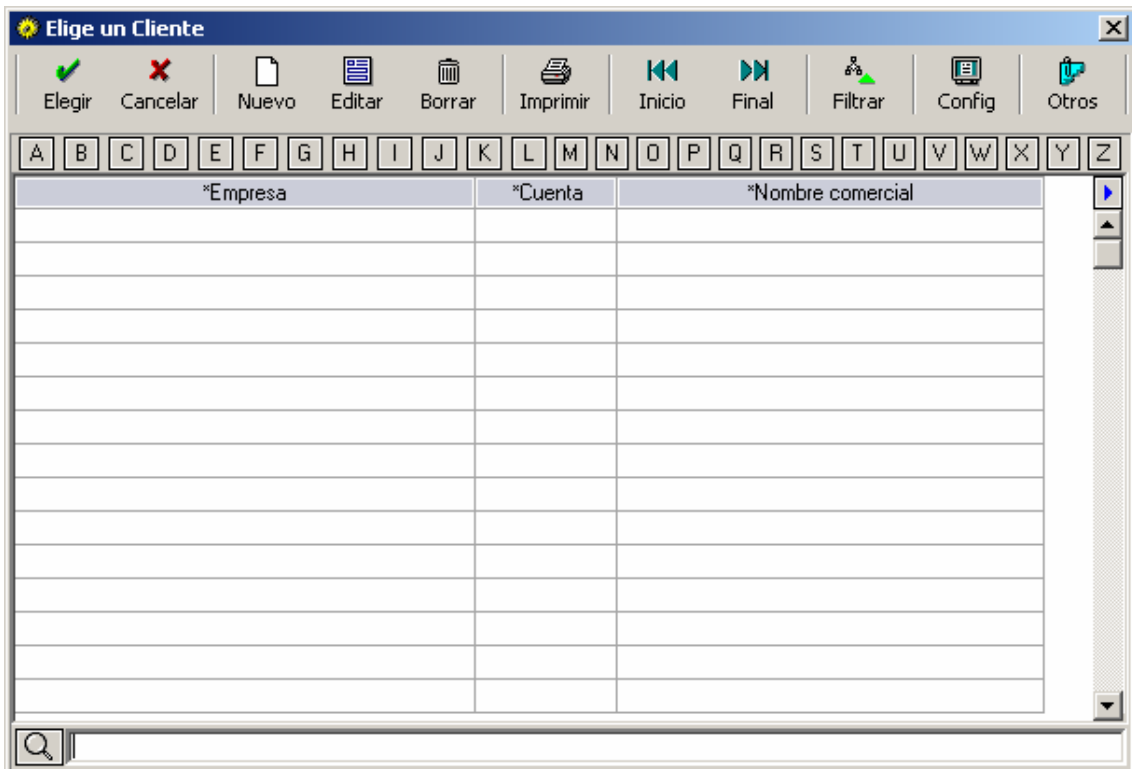 Elige un Cliente
Elegir Cancelar Nuevo Editar Borrar Imprimir Inicio Final Filtrar Config Otros
A B C D E F G H I J K L M N O P Q R S T U V W X Y Z
*Empresa *Cuenta *Nombre comercial